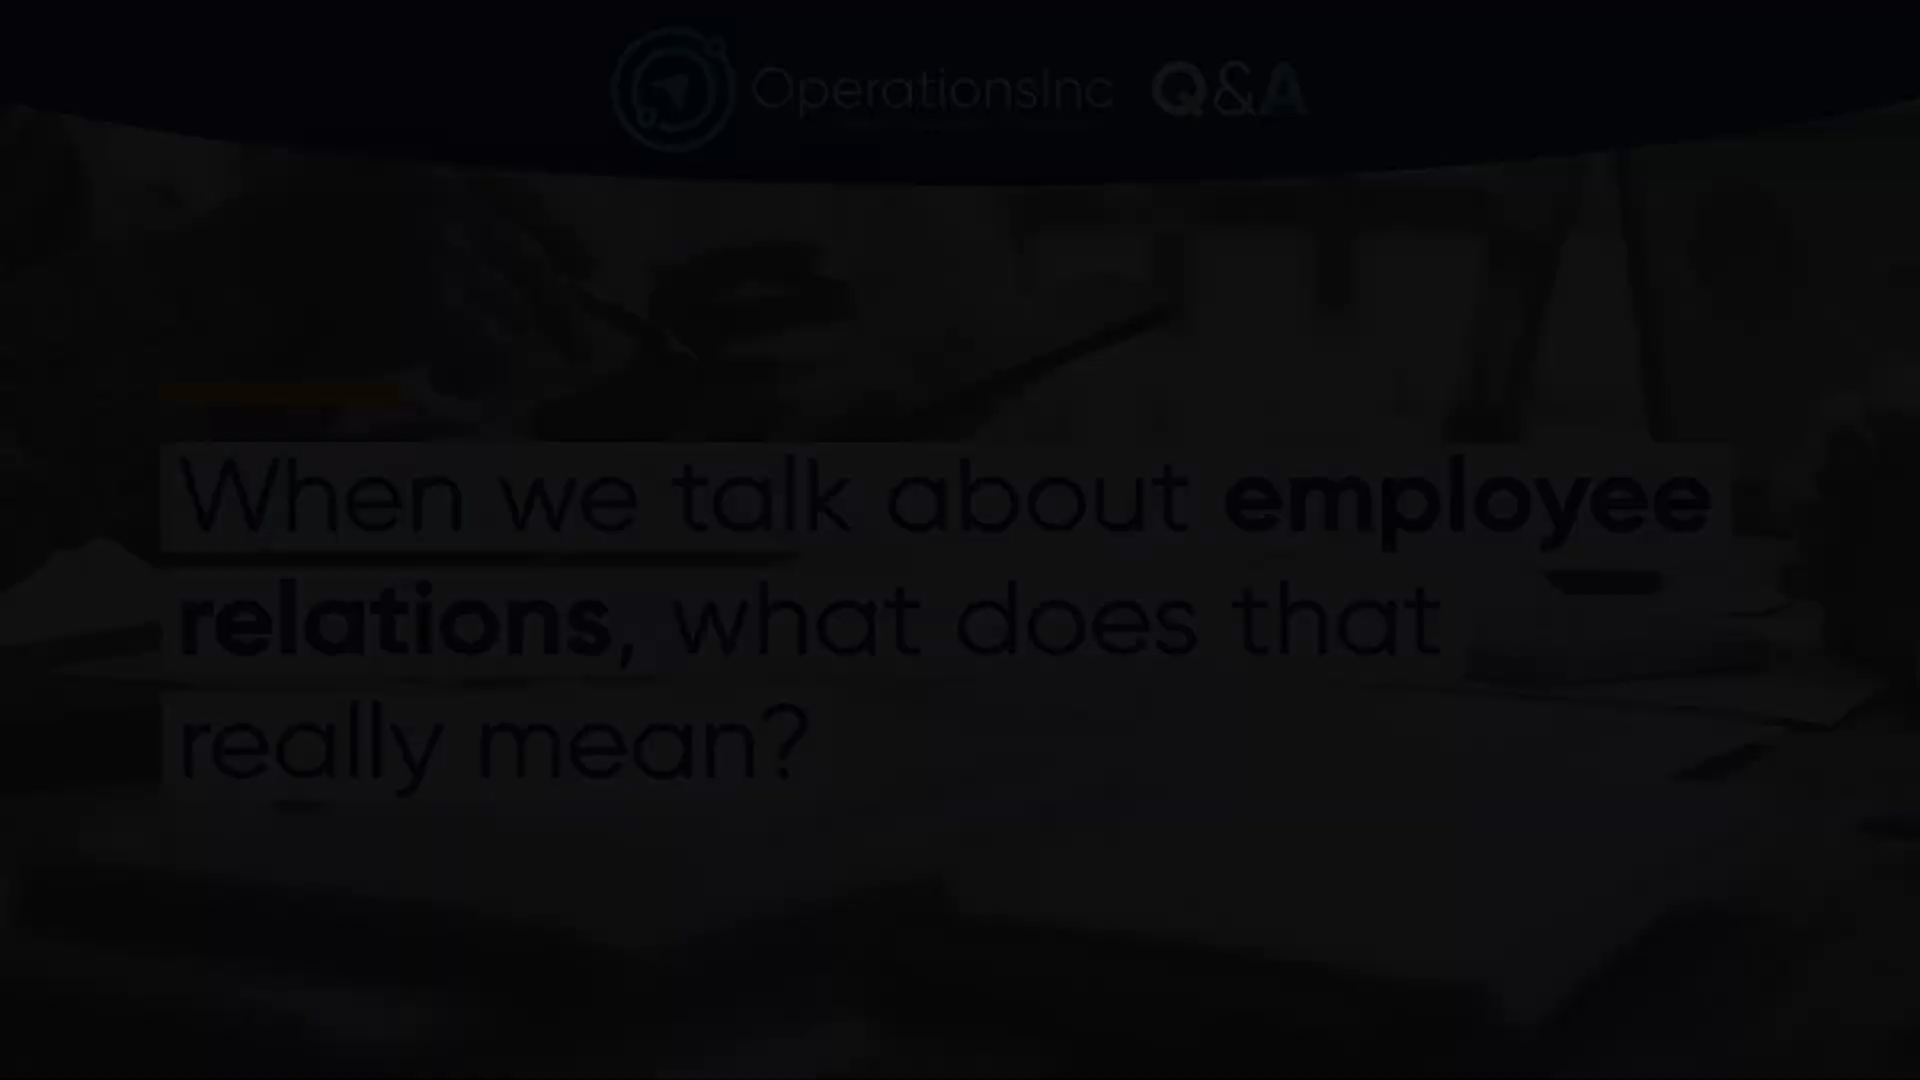 OperationsInc Q&A
When we talk about employee
relations, what does that
really mean?